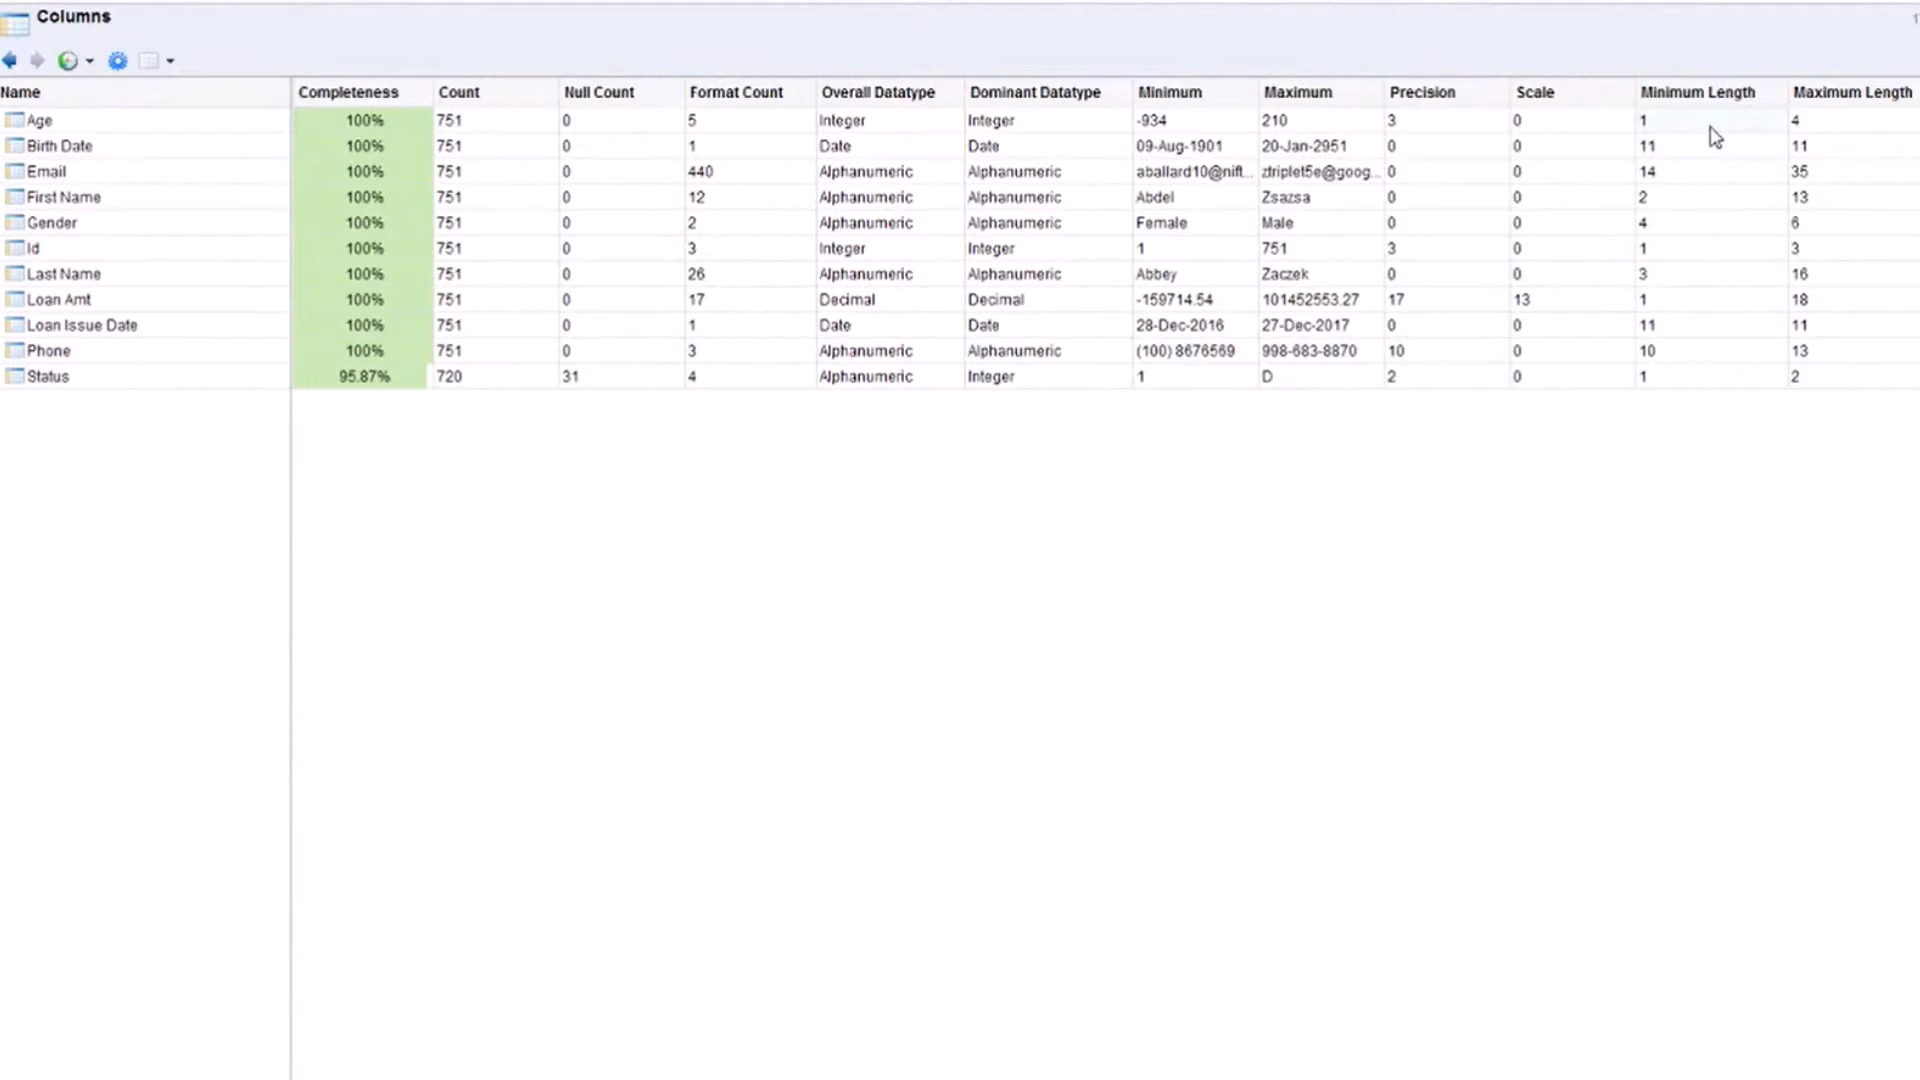 Columns
Name Completeness Count Null Count Format Count Overall Datatype Dominant Datatype Minimum Maximum Precision Scale Minimum Length Maximum Length
Age 100% 751 0 5 Integer Integer -934 210 3 0 1 4
Birth Date 100% 751 0 1 Date Date 09-Aug-1901 20-Jan-2951 0 0 11 11
Email 100% 751 0 440 Alphanumeric Alphanumeric aballard10@nift... ztriplet5e@goog... 0 0 14 35
First Name 100% 751 0 12 Alphanumeric Alphanumeric Abdel Zsazsa 0 0 2 13
Gender 100% 751 0 2 Alphanumeric Alphanumeric Female Male 0 0 4 6
Id 100% 751 0 3 Integer Integer 1 751 3 0 1 3
Last Name 100% 751 0 26 Alphanumeric Alphanumeric Abbey Zaczek 0 0 3 16
Loan Amt 100% 751 0 17 Decimal Decimal -159714.54 101452553.27 17 13 1 18
Loan Issue Date 100% 751 0 1 Date Date 28-Dec-2016 27-Dec-2017 0 0 11 11
Phone 100% 751 0 3 Alphanumeric Alphanumeric (100) 8676569 998-683-8870 10 0 10 13
Status 95.87% 720 31 4 Alphanumeric Integer 1 D 2 0 1 2